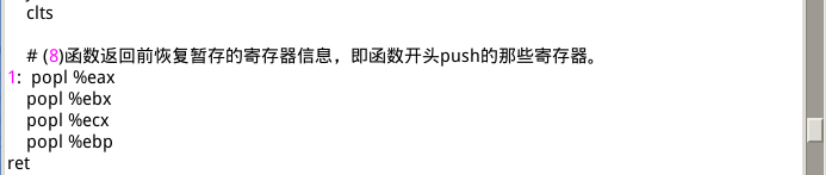 clts
# (8)函数返回前恢复暂存的寄存器信息，即函数开头push的那些寄存器。
1: popl %eax
popl %ebx
popl %ecx
popl %ebp
ret